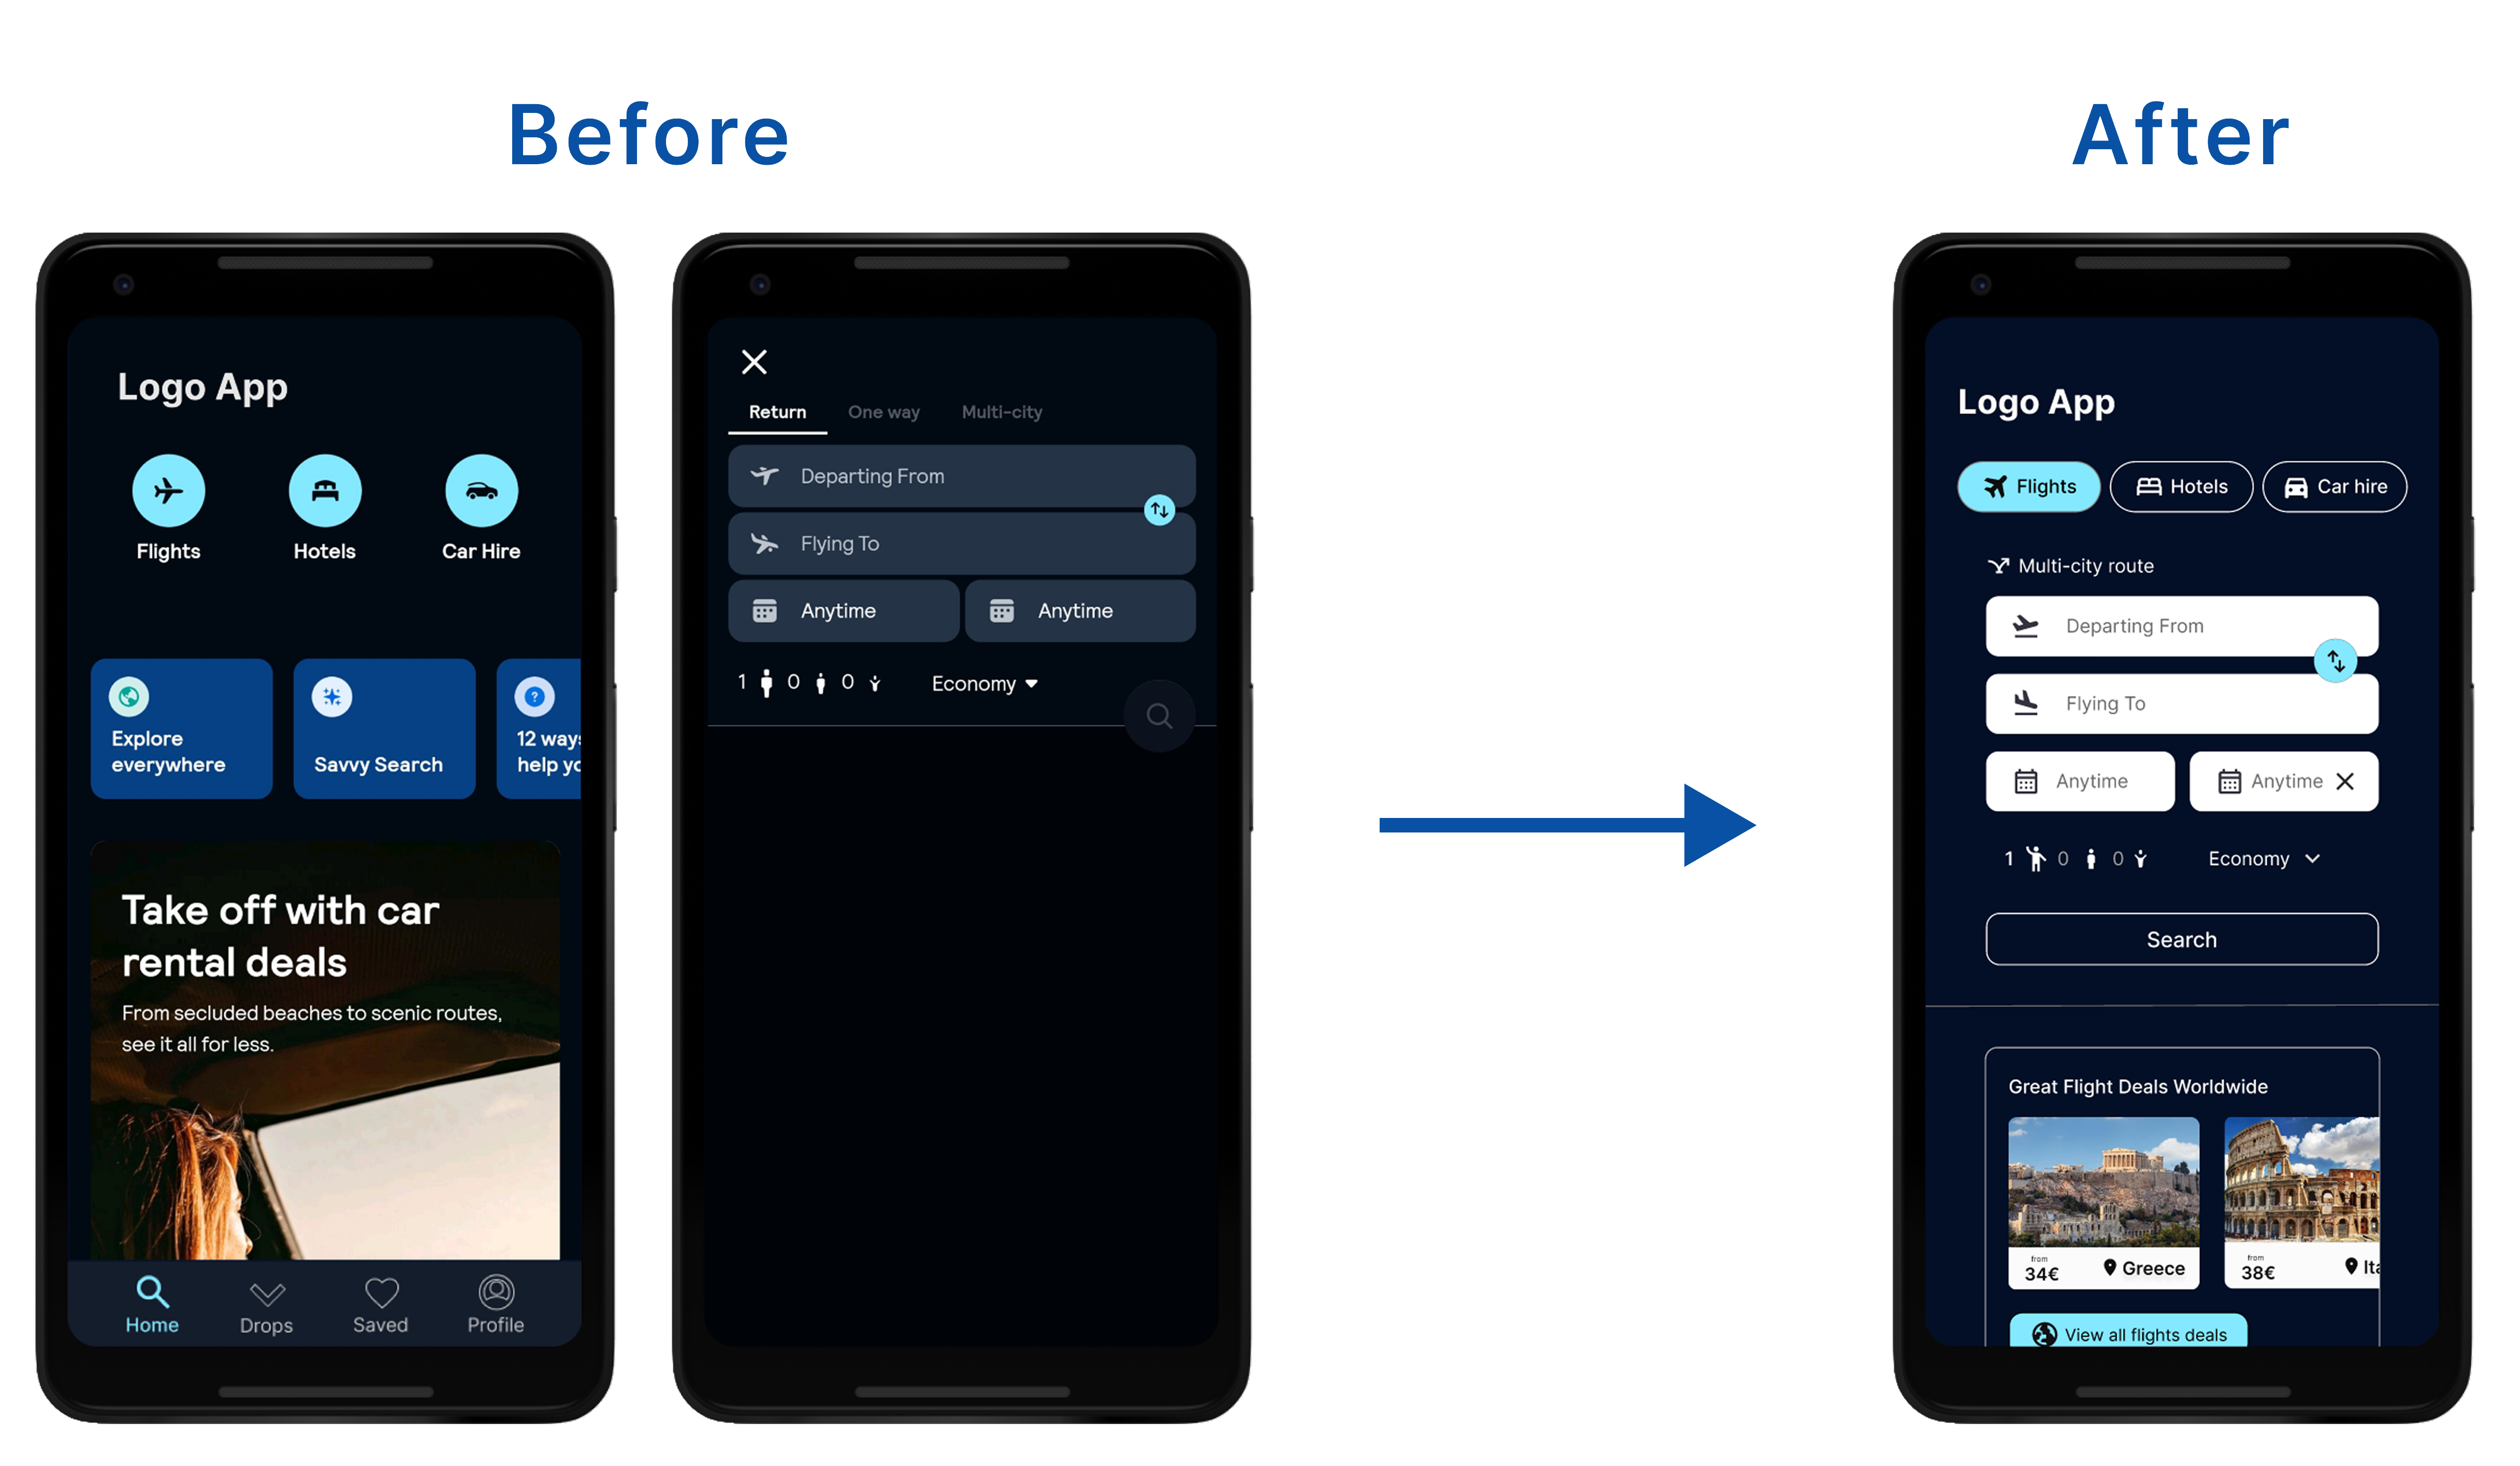 Before
After
Logo App
Flights
Hotels
Car Hire
Explore
everywhere
Savvy Search
12 ways
help yo
Take off with car
rental deals
From secluded beaches to scenic routes,
see it all for less.
Home
Drops
Saved
Profile
Return
One way
Multi-city
Departing From
Flying To
Anytime
Anytime
1 0 0
Economy
Logo App
Flights
Hotels
Car hire
Multi-city route
Departing From
Flying To
Anytime
Anytime
1 0 0
Economy
Search
Great Flight Deals Worldwide
from
34€
Greece
from
38€
Ita
View all flights deals